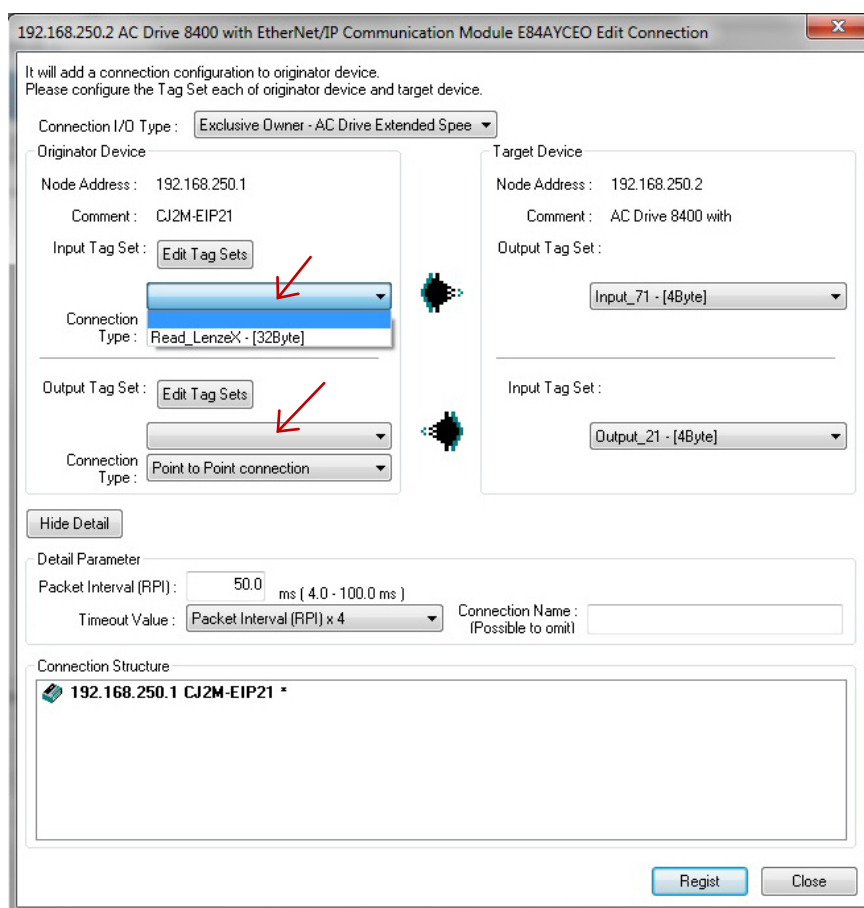 192.168.250.2 AC Drive 8400 with EtherNet/IP Communication Module E84AYCEO Edit Connection
It will add a connection configuration to originator device.
Please configure the Tag Set each of originator device and target device.
Connection I/O Type : Exclusive Owner - AC Drive Extended Spee
Originator Device
Node Address : 192.168.250.1
Comment : CJ2M-EIP21
Input Tag Set : Edit Tag Sets
Connection
Type : Read_LenzeX - [32Byte]
Output Tag Set : Edit Tag Sets
Connection
Type : Point to Point connection
Target Device
Node Address : 192.168.250.2
Comment : AC Drive 8400 with
Output Tag Set :
Input_71 - [4Byte]
Input Tag Set :
Output_21 - [4Byte]
Hide Detail
Detail Parameter
Packet Interval (RPI) : 50.0 ms ( 4.0 - 100.0 ms )
Timeout Value : Packet Interval (RPI) x 4
Connection Name :
(Possible to omit)
Connection Structure
192.168.250.1 CJ2M-EIP21 *
Regist Close